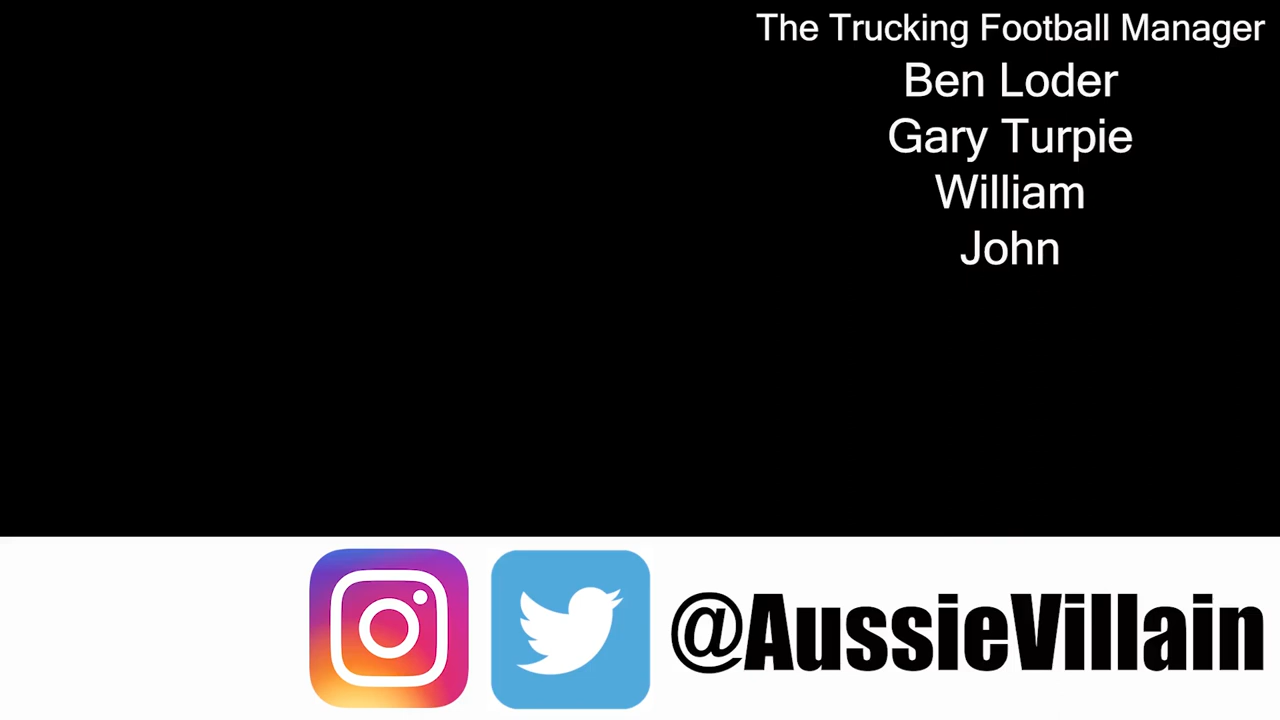 The Trucking Football Manager
Ben Loder
Gary Turpie
William
John
@AussieVillain